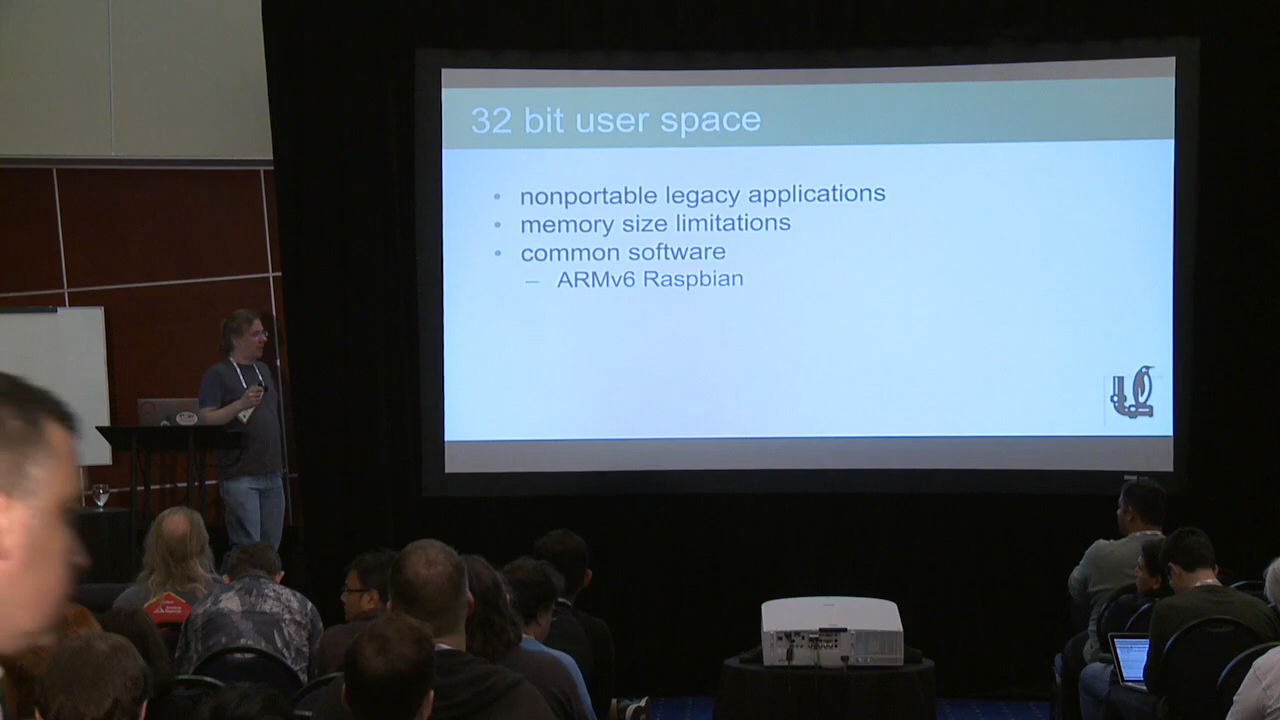 32 bit user space
• nonportable legacy applications
• memory size limitations
• common software
– ARMv6 Raspbian